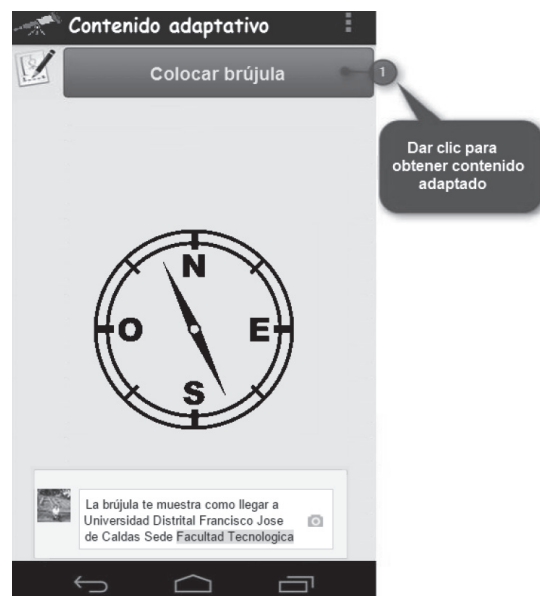 Contenido adaptativo
Colocar brújula
1
Dar clic para
obtener contenido
adaptado
N
O
E
S
La brújula te muestra como llegar a
Universidad Distrital Francisco Jose
de Caldas Sede Facultad Tecnologica